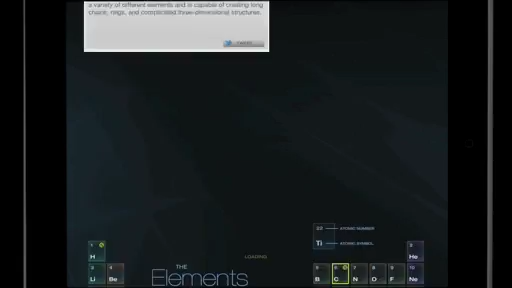 a variety of different elements and is capable of creating long
chains, rings, and complicated three-dimensional structures.
LOADING
22 ATOMIC NUMBER
Ti ATOMIC SYMBOL
THE
Elements
1
H
He
3 4
Li Be
5 6 7 8 9 10
B C N O F Ne